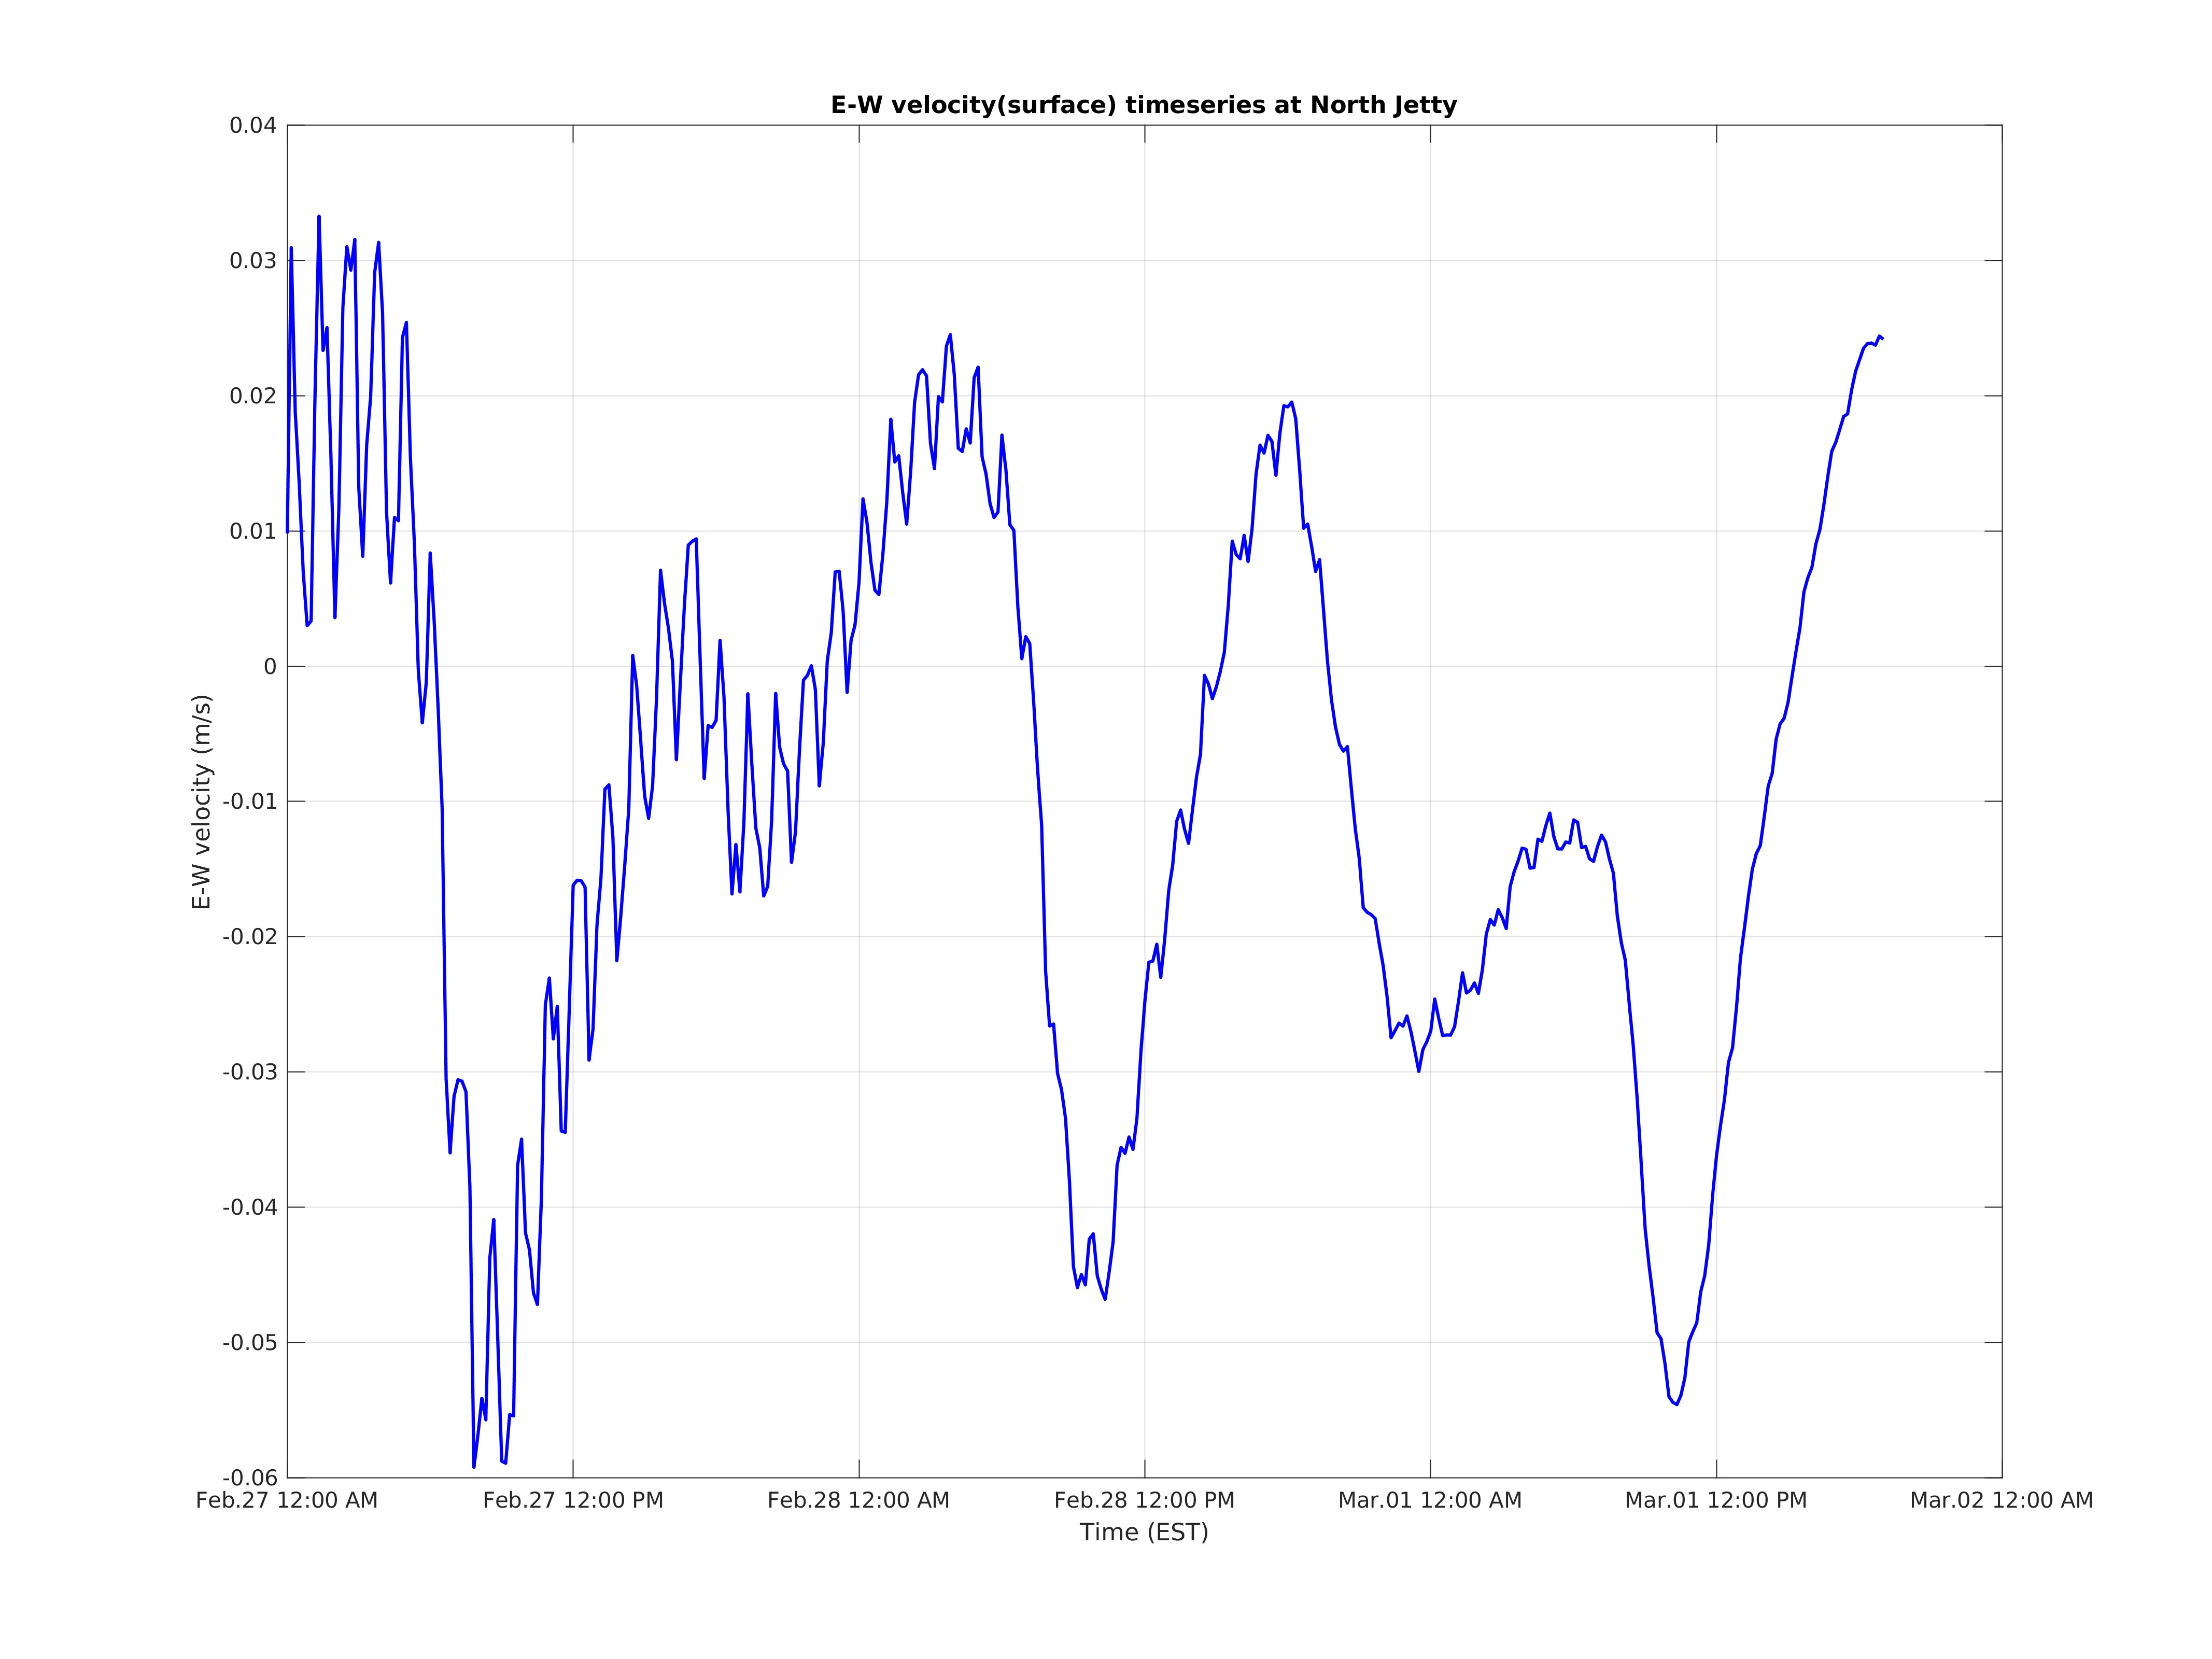 E-W velocity(surface) timeseries at North Jetty
0.04
0.03
0.02
0.01
0
-0.01
-0.02
-0.03
-0.04
-0.05
-0.06
E-W velocity (m/s)
Feb.27 12:00 AM
Feb.27 12:00 PM
Feb.28 12:00 AM
Feb.28 12:00 PM
Mar.01 12:00 AM
Mar.01 12:00 PM
Mar.02 12:00 AM
Time (EST)